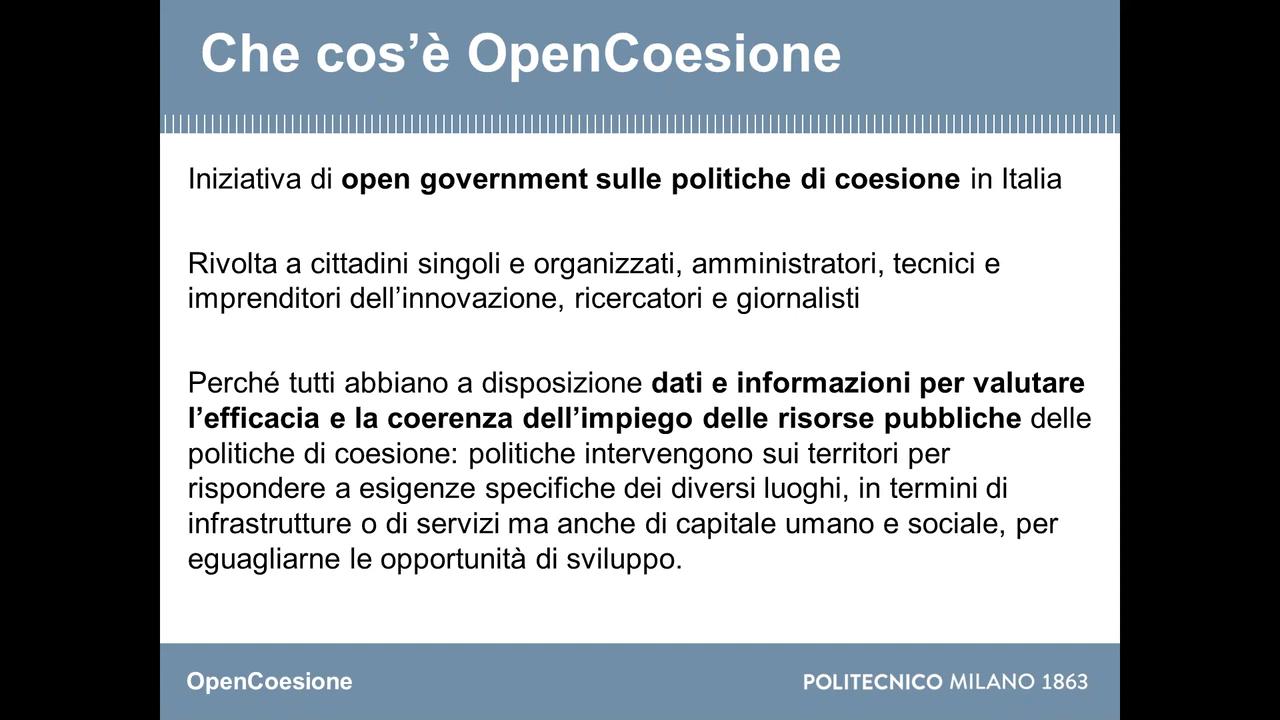 Che cos’è OpenCoesione
Iniziativa di open government sulle politiche di coesione in Italia
Rivolta a cittadini singoli e organizzati, amministratori, tecnici e
imprenditori dell’innovazione, ricercatori e giornalisti
Perché tutti abbiano a disposizione dati e informazioni per valutare
l’efficacia e la coerenza dell’impiego delle risorse pubbliche delle
politiche di coesione: politiche intervengono sui territori per
rispondere a esigenze specifiche dei diversi luoghi, in termini di
infrastrutture o di servizi ma anche di capitale umano e sociale, per
eguagliarne le opportunità di sviluppo.
OpenCoesione
POLITECNICO MILANO 1863